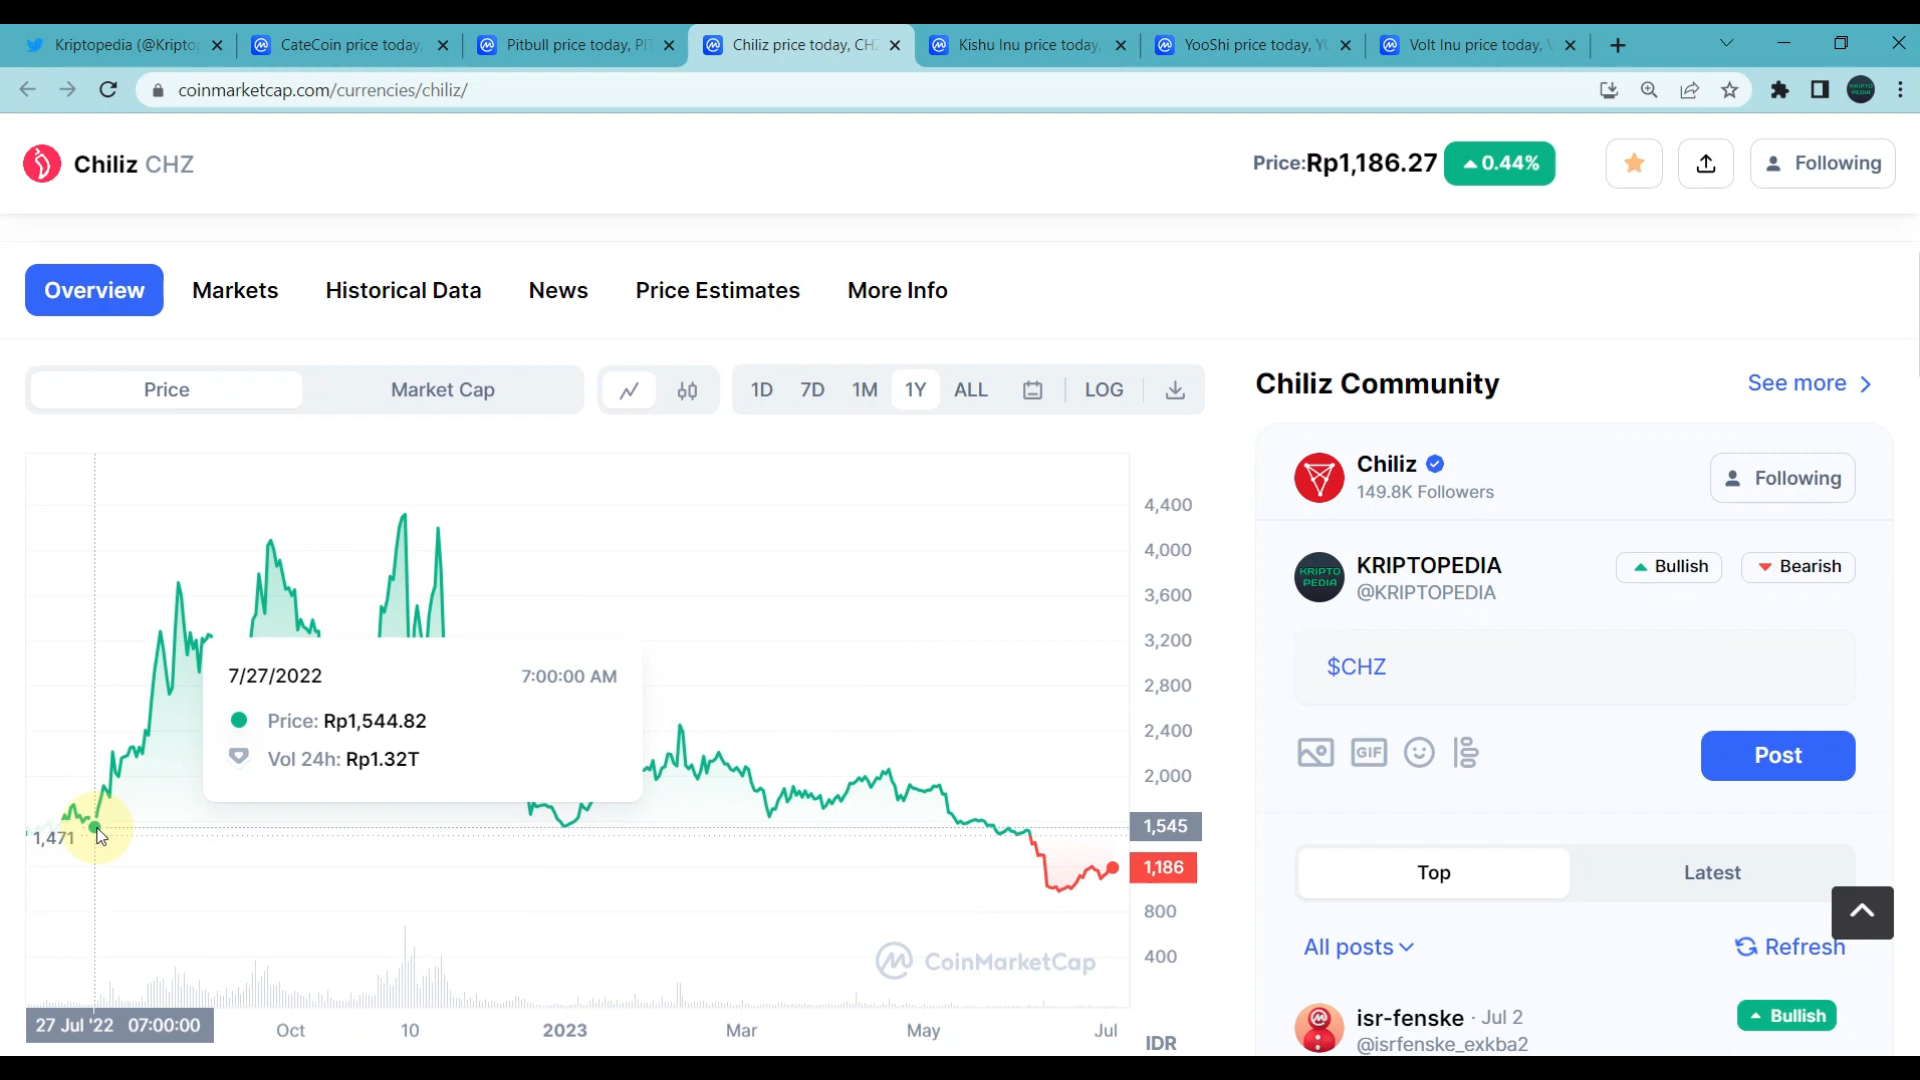 Kriptopedia (@Kripto
CateCoin price today,
Pitbull price today, PIT
Chiliz price today, CH
Kishu Inu price today,
YooShi price today, YO
Volt Inu price today, V
coinmarketcap.com/currencies/chiliz/
Chiliz CHZ
Price:Rp1,186.27
0.44%
Following
Overview
Markets
Historical Data
News
Price Estimates
More Info
Price
Market Cap
1D
7D
1M
1Y
ALL
LOG
Chiliz Community
See more
Chiliz
149.8K Followers
Following
KRIPTOPEDIA
@KRIPTOPEDIA
KRIPTO
PEDIA
Bullish
Bearish
$CHZ
GIF
Post
Top
Latest
All posts
Refresh
isr-fenske · Jul 2
@isrfenske_exkba2
Bullish
4,400
4,000
3,600
3,200
2,800
2,400
2,000
1,545
1,186
800
400
IDR
7/27/2022
7:00:00 AM
Price: Rp1,544.82
Vol 24h: Rp1.32T
1,471
CoinMarketCap
27 Jul '22 07:00:00
Oct
10
2023
Mar
May
Jul